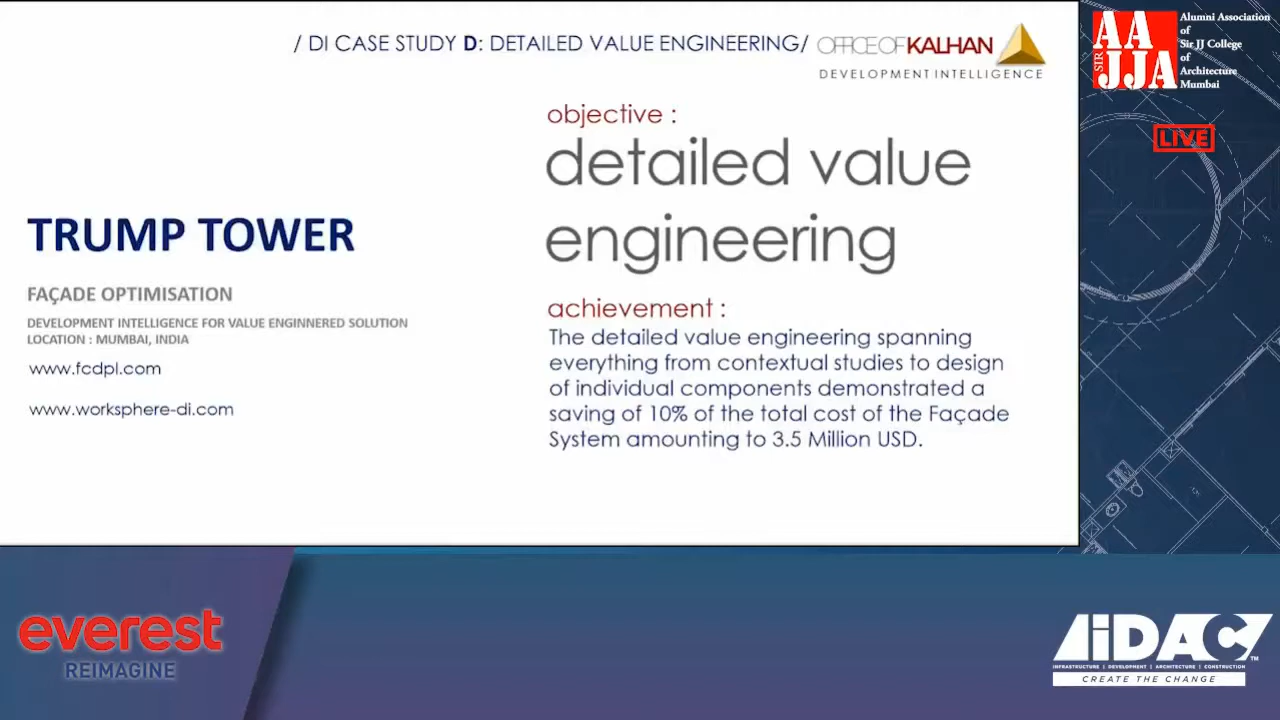 / DI CASE STUDY D: DETAILED VALUE ENGINEERING/
OFFICEOFKALHAN
DEVELOPMENT INTELLIGENCE
objective :
detailed value
engineering
TRUMP TOWER
FAÇADE OPTIMISATION
DEVELOPMENT INTELLIGENCE FOR VALUE ENGINNERED SOLUTION
LOCATION : MUMBAI, INDIA
www.fcdpl.com
www.worksphere-di.com
achievement :
The detailed value engineering spanning
everything from contextual studies to design
of individual components demonstrated a
saving of 10% of the total cost of the Façade
System amounting to 3.5 Million USD.
SIR
AA
JJA
Alumni Association
of
Sir JJ College
of
Architecture
Mumbai
LIVE
everest
REIMAGINE
IDAC
TM
INFRASTRUCTURE | DEVELOPMENT | ARCHITECTURE | CONSTRUCTION
CREATE THE CHANGE